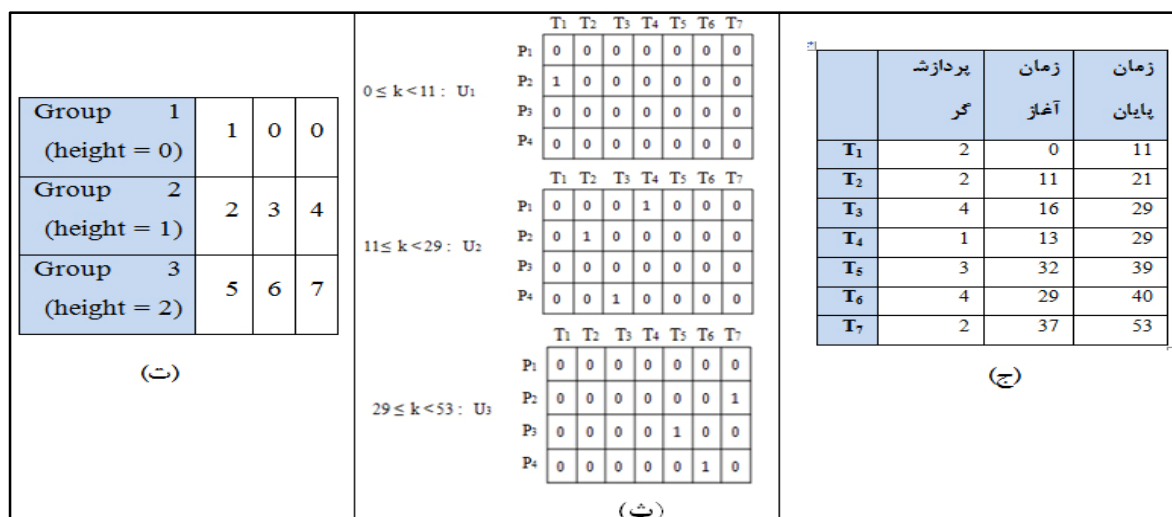 Group 1
(height = 0)
1 0 0
Group 2
(height = 1)
2 3 4
Group 3
(height = 2)
5 6 7
(ت)
0 ≤ k < 11 : U1
T1 T2 T3 T4 T5 T6 T7
P1 0 0 0 0 0 0 0
P2 1 0 0 0 0 0 0
P3 0 0 0 0 0 0 0
P4 0 0 0 0 0 0 0
11 ≤ k < 29 : U2
T1 T2 T3 T4 T5 T6 T7
P1 0 0 0 1 0 0 0
P2 0 1 0 0 0 0 0
P3 0 0 0 0 0 0 0
P4 0 0 1 0 0 0 0
29 ≤ k < 53 : U3
T1 T2 T3 T4 T5 T6 T7
P1 0 0 0 0 0 0 0
P2 0 0 0 0 0 0 1
P3 0 0 0 0 1 0 0
P4 0 0 0 0 0 1 0
(ث)
پردازش
گر
زمان
آغاز
زمان
پایان
T1 2 0 11
T2 2 11 21
T3 4 16 29
T4 1 13 29
T5 3 32 39
T6 4 29 40
T7 2 37 53
(ج)